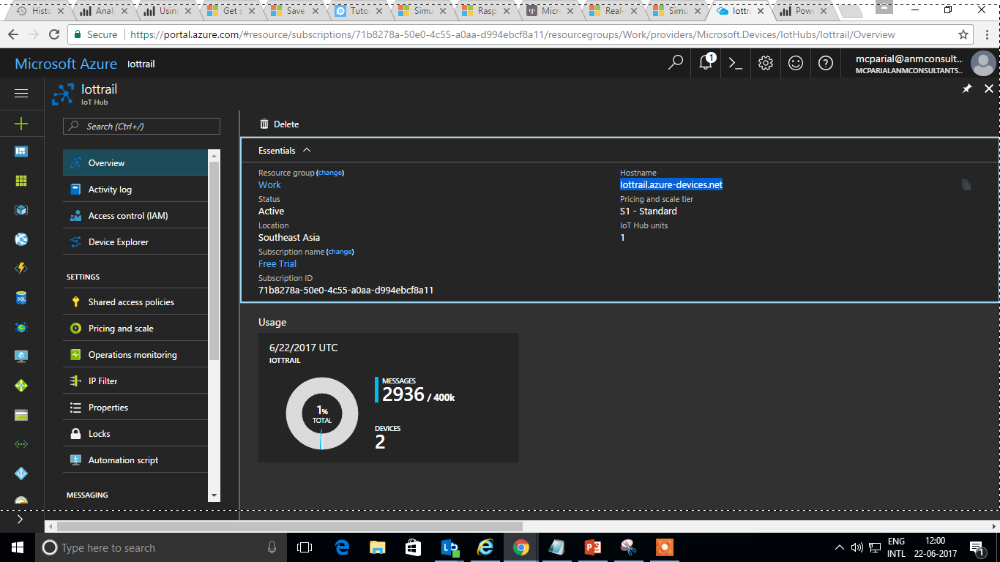 Histo
Analy
Using
Get s
Save
Tutor
Simu
Rasp
Micro
Real-
Simu
Iottra
Powe
Secure
https://portal.azure.com/#resource/subscriptions/71b8278a-50e0-4c55-a0aa-d994ebcf8a11/resourcegroups/Work/providers/Microsoft.Devices/IotHubs/Iottrail/Overview
Microsoft Azure Iottrail
1
mcparial@anmconsult...
MCPARIALANMCONSULTANTS...
Iottrail
IoT Hub
Search (Ctrl+/)
Overview
Activity log
Access control (IAM)
Device Explorer
SETTINGS
Shared access policies
Pricing and scale
Operations monitoring
IP Filter
Properties
Locks
Automation script
MESSAGING
SQL
Delete
Essentials
Resource group (change)
Work
Status
Active
Location
Southeast Asia
Subscription name (change)
Free Trial
Subscription ID
71b8278a-50e0-4c55-a0aa-d994ebcf8a11
Hostname
Iottrail.azure-devices.net
Pricing and scale tier
S1 - Standard
IoT Hub units
1
Usage
6/22/2017 UTC
IOTTRAIL
1%
TOTAL
MESSAGES
2936 / 400k
DEVICES
2
Type here to search
ENG
INTL
12:00
22-06-2017
1